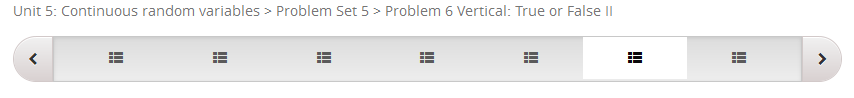 Unit 5: Continuous random variables > Problem Set 5 > Problem 6 Vertical: True or False II